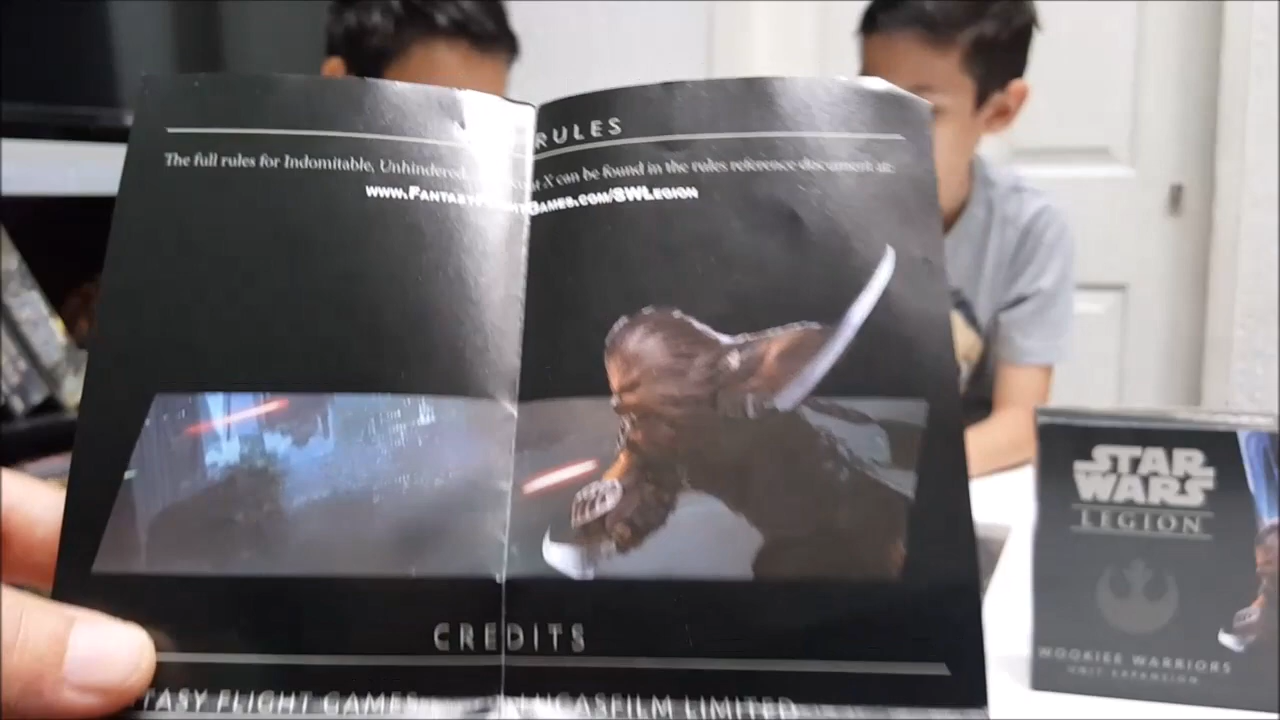 RULES
The full rules for Indomitable, Unhindered, X can be found in the rules reference document at:
www.FantasyFlightGames.com/SWLegion
CREDITS
TASY FLIGHT GAMES
LUCASFILM LIMITED
STAR
WARS
LEGION
WOOKIEE WARRIORS
UNIT EXPANSION